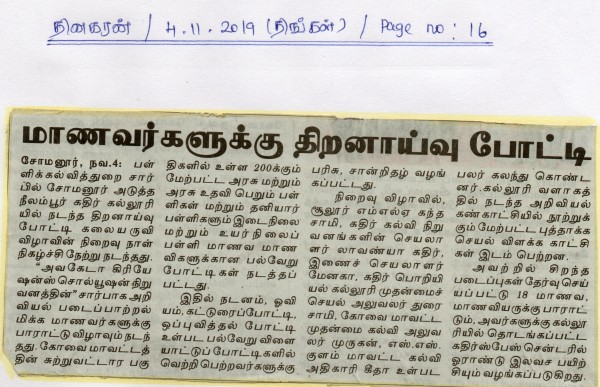 தினகரன் / 4.11.2019 (திங்கள்) / Page no : 16
மாணவர்களுக்கு திறனாய்வு போட்டி
சோமனூர், நவ.4: பள்
ளிக்கல்வித்துறை சார்
பில் சோமனூர் அடுத்த
நீலம்பூர் கதிர் கல்லூரி
யில் நடந்த திறனாய்வு
போட்டி கலையருவி
விழாவின் நிறைவு நாள்
நிகழ்ச்சி நேற்று நடந்தது.
"அவகேடா கிரியே
ஷன்ஸ் சொல்யூஷன் நிறு
வனத்தின்" சார்பாக அறி
வியல் படைப்பாற்றல்
மிக்க மாணவர்களுக்கு
பாராட்டு விழாவும் நடந்
தது. கோவை மாவட்டத்
தின் சுற்றுவட்டார பகு
திகளில் உள்ள 200க்கும்
மேற்பட்ட அரசு மற்றும்
அரசு உதவி பெறும் பள்
ளிகள் மற்றும் தனியார்
பள்ளிகளும் இடைநிலை
மற்றும் உயர்நிலைப்
பள்ளி மாணவ மாண
விகளுக்கான பல்வேறு
போட்டிகள் நடத்தப்
பட்டது.
இதில் நடனம், ஓவி
யம், கட்டுரைப்போட்டி,
ஒப்புவித்தல் போட்டி
உள்பட பல்வேறு விளை
யாட்டுப் போட்டிகளில்
வெற்றி பெற்றவர்களுக்கு
பரிசு, சான்றிதழ் வழங்
கப்பட்டது.
நிறைவு விழாவில்,
சூலூர் எம்எல்ஏ கந்த
சாமி, கதிர் கல்வி நிறு
வனங்களின் செயலா
ளர் லாவண்யா கதிர்,
இணைச் செயலாளர்
மேனகா, கதிர் பொறியி
யல் கல்லூரி முதன்மைச்
செயல் அலுவலர் துரை
சாமி, கோவை மாவட்ட
முதன்மை கல்வி அலுவ
லர் முருகன், எஸ்.எஸ்.
குளம் மாவட்ட கல்வி
அதிகாரி கீதா உள்பட
பலர் கலந்து கொண்ட
னர். கல்லூரி வளாகத்
தில் நடந்த அறிவியல்
கண்காட்சியில் நூற்றுக்
கும் மேற்பட்ட புத்தாக்க
செயல் விளக்க காட்சி
கள் இடம் பெற்றன.
அவற்றில் சிறந்த
படைப்புகள் தேர்வு செய்
யப்பட்டு 18 மாணவ,
மாணவியருக்கு பாராட்
டும், அவர்களுக்கு கல்லூ
ரியில் தொடங்கப்பட்ட
கதிர்ஸ்பேஸ் சென்டரில்
ஓராண்டு இலவச பயிற்
சியும் வழங்கப்படுகிறது.